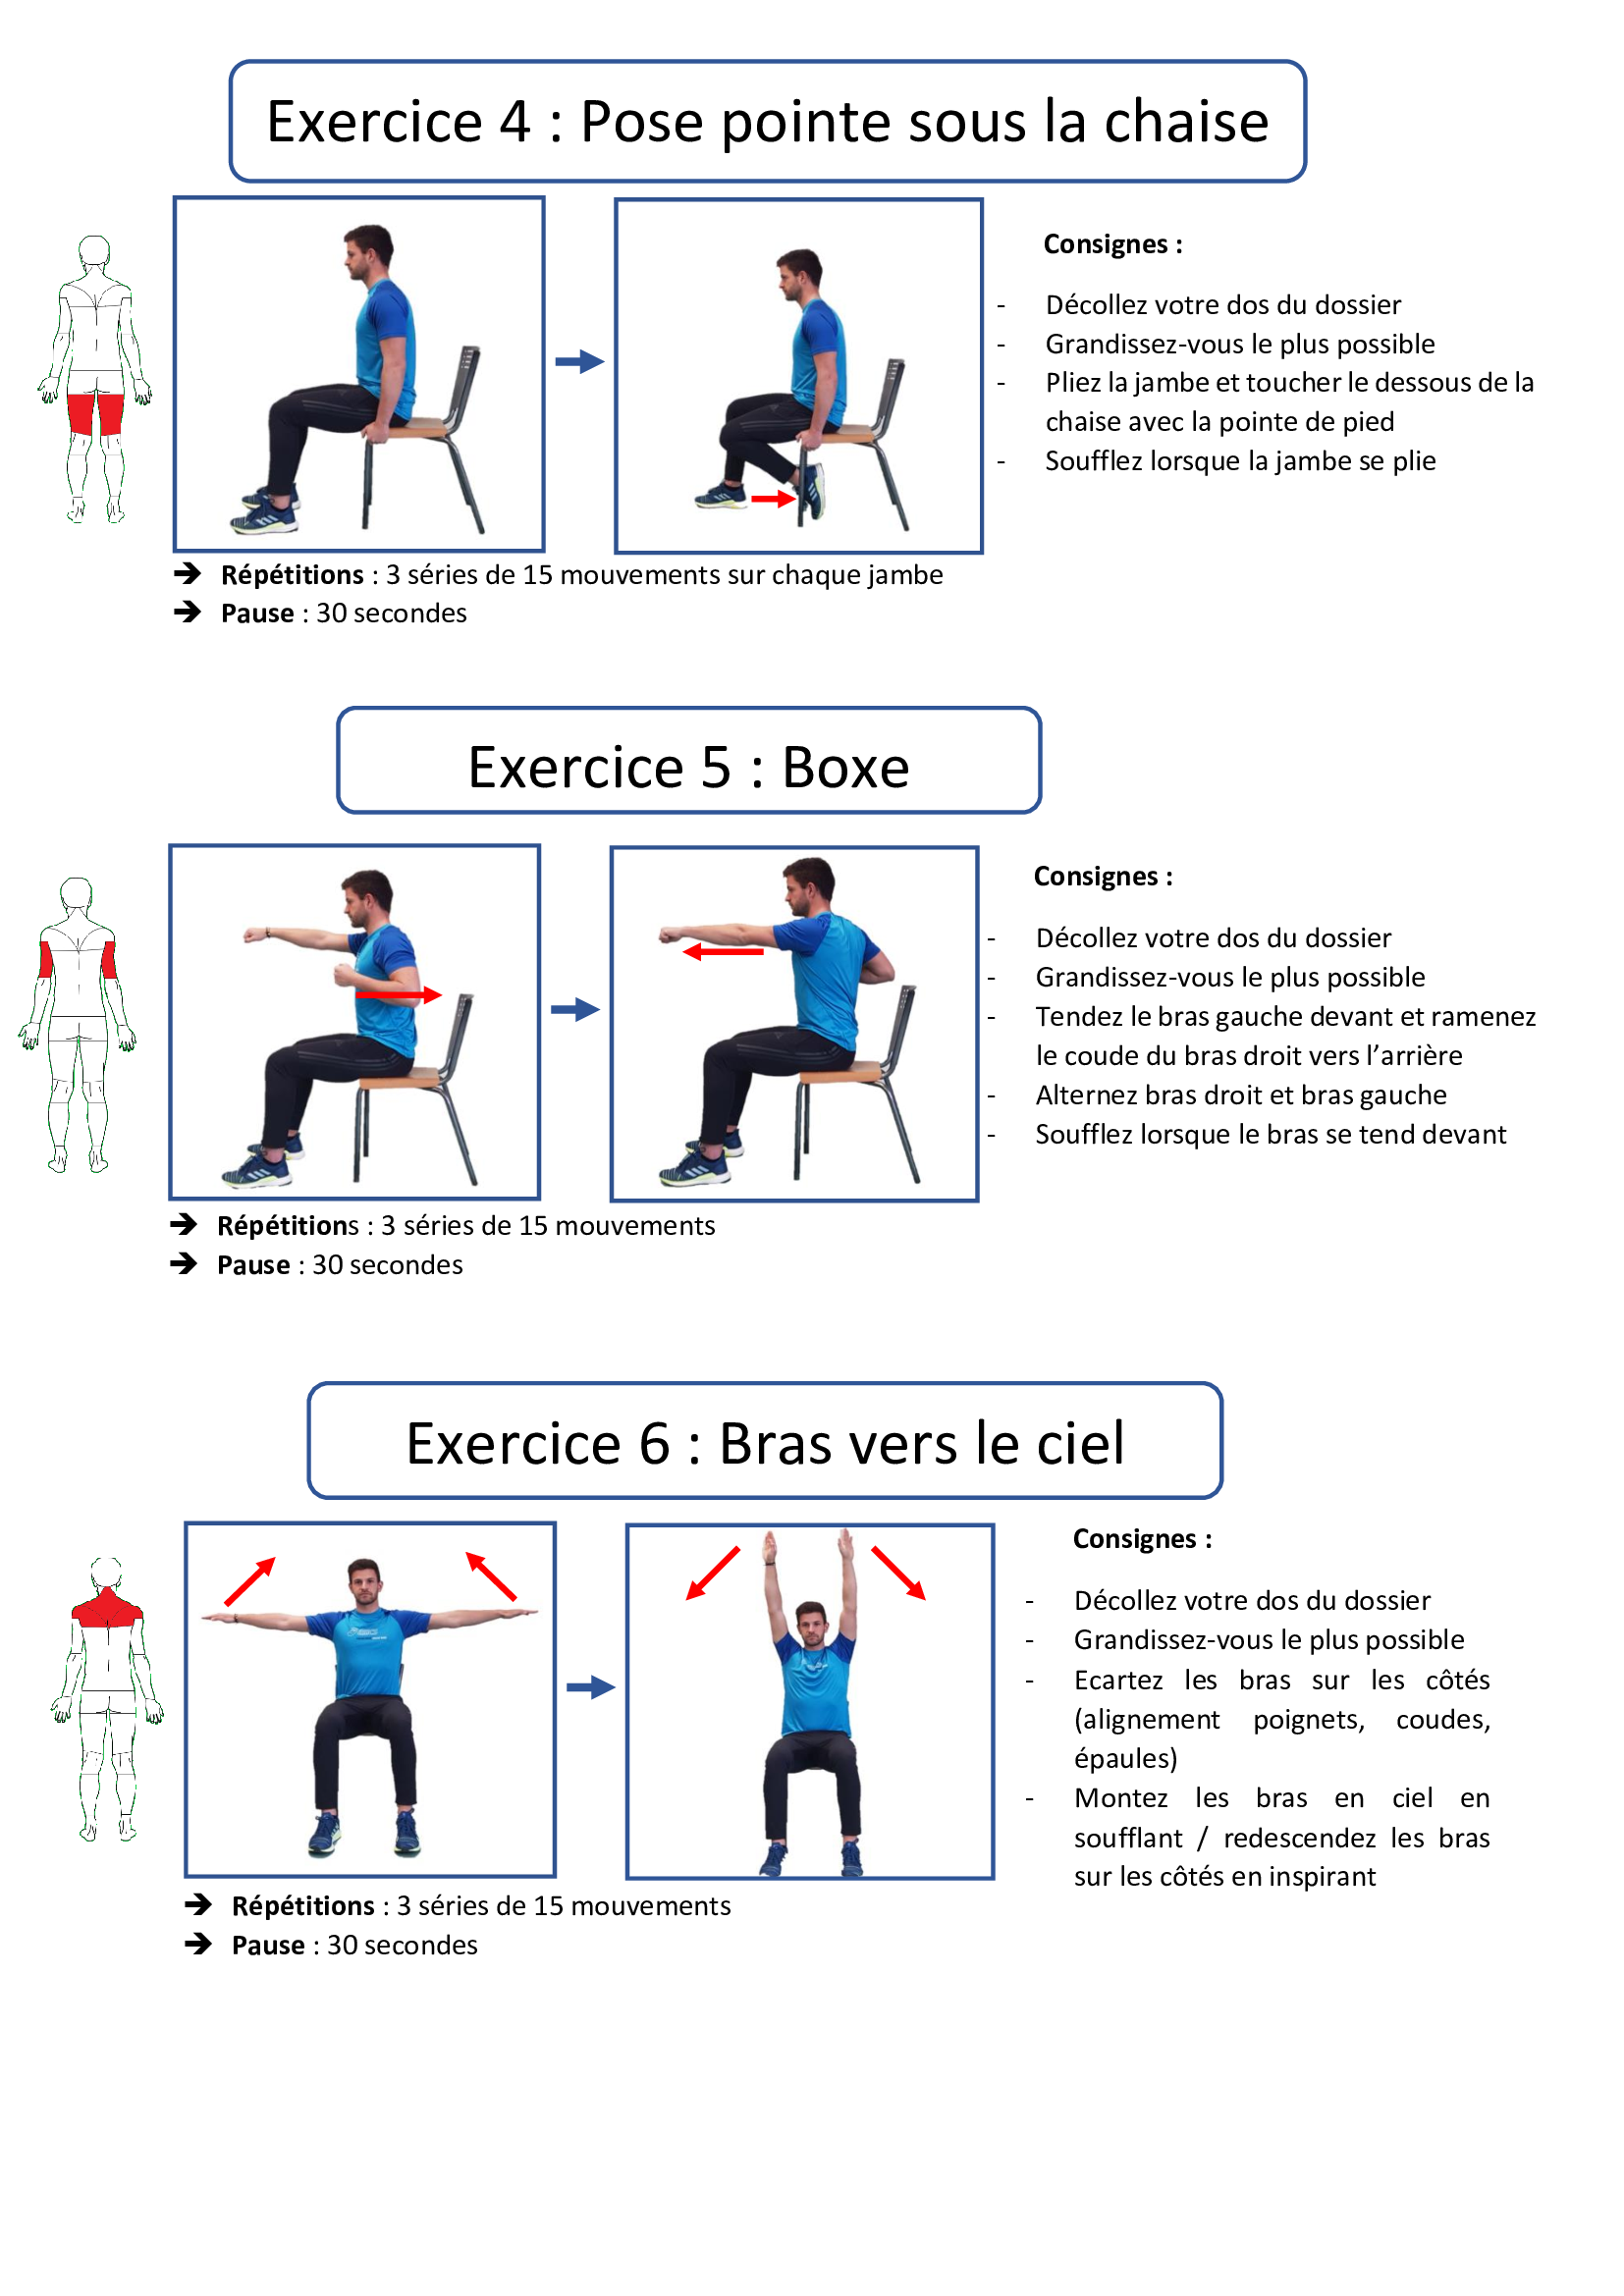 Exercice 4 : Pose pointe sous la chaise
Consignes :
- Décollez votre dos du dossier
- Grandissez-vous le plus possible
- Pliez la jambe et toucher le dessous de la
chaise avec la pointe de pied
- Soufflez lorsque la jambe se plie
➔ Répétitions : 3 séries de 15 mouvements sur chaque jambe
➔ Pause : 30 secondes
Exercice 5 : Boxe
Consignes :
- Décollez votre dos du dossier
- Grandissez-vous le plus possible
- Tendez le bras gauche devant et ramenez
le coude du bras droit vers l’arrière
- Alternez bras droit et bras gauche
- Soufflez lorsque le bras se tend devant
➔ Répétitions : 3 séries de 15 mouvements
➔ Pause : 30 secondes
Exercice 6 : Bras vers le ciel
Consignes :
- Décollez votre dos du dossier
- Grandissez-vous le plus possible
- Ecartez les bras sur les côtés
(alignement poignets, coudes,
épaules)
- Montez les bras en ciel en
soufflant / redescendez les bras
sur les côtés en inspirant
➔ Répétitions : 3 séries de 15 mouvements
➔ Pause : 30 secondes